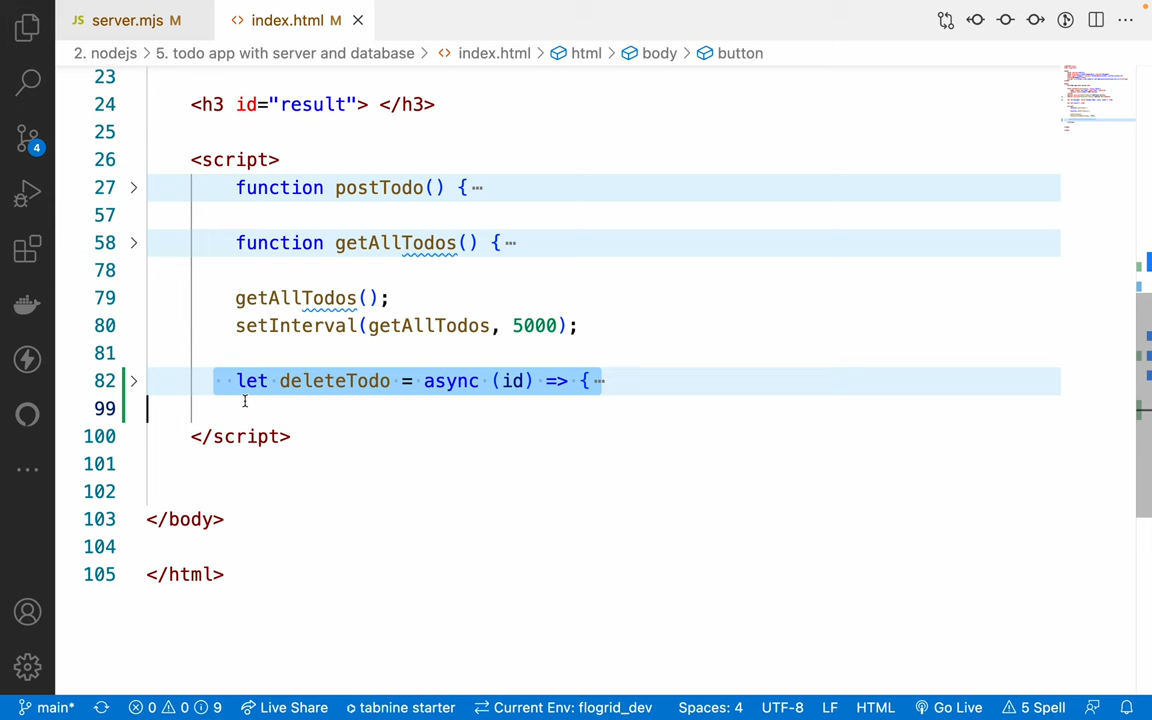 JS server.mjs M
<> index.html M ×
2. nodejs > 5. todo app with server and database > <> index.html > html > body > button
23
24 <h3 id="result"> </h3>
25
26 <script>
27 > function postTodo() {⋯
57
58 > function getAllTodos() {⋯
78
79 getAllTodos();
80 setInterval(getAllTodos, 5000);
81
82 > ··let·deleteTodo·=·async·(id)·=>·{⋯
99
100 </script>
101
102
103 </body>
104
105 </html>
4
main* 0 0 9 Live Share tabnine starter Current Env: flogrid_dev Spaces: 4 UTF-8 LF HTML Go Live 5 Spell